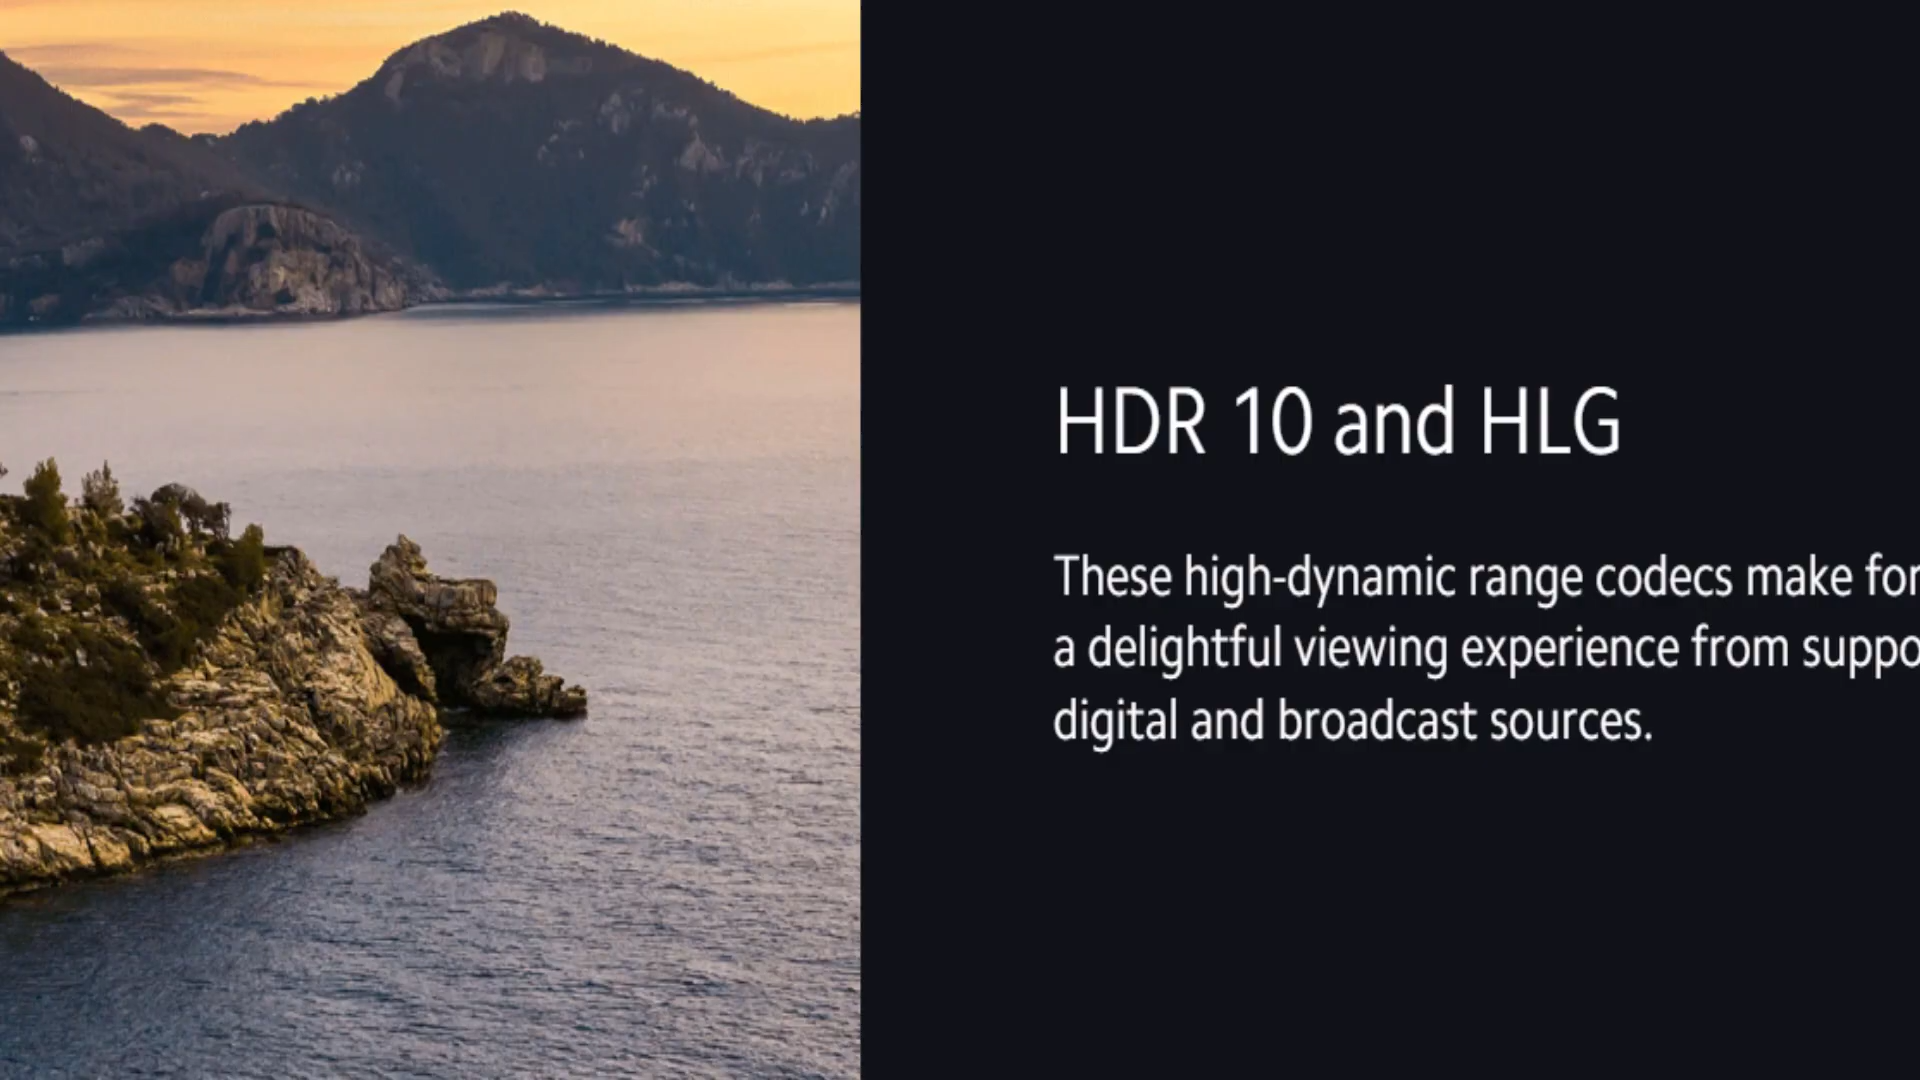 HDR 10 and HLG
These high-dynamic range codecs make for
a delightful viewing experience from
digital and broadcast sources.